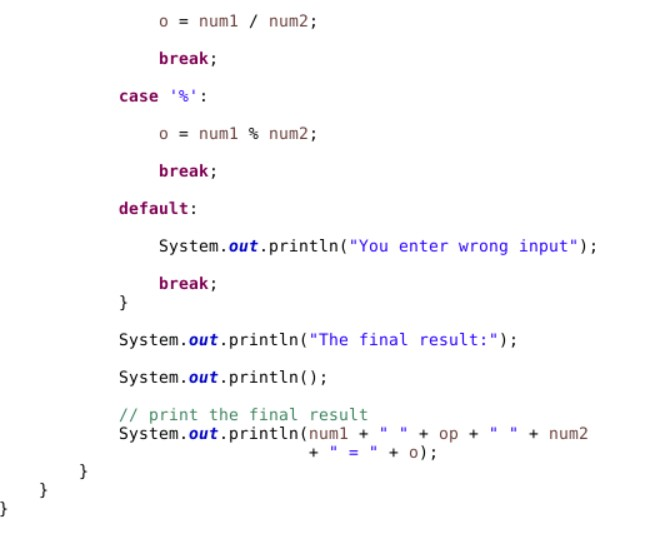 o = num1 / num2;
                break;
            case '%':
                o = num1 % num2;
                break;
            default:
                System.out.println("You enter wrong input");
                break;
            }
            System.out.println("The final result:");
            System.out.println();
            // print the final result
            System.out.println(num1 + " " + op + " " + num2
                               + " = " + o);
        }
    }
}